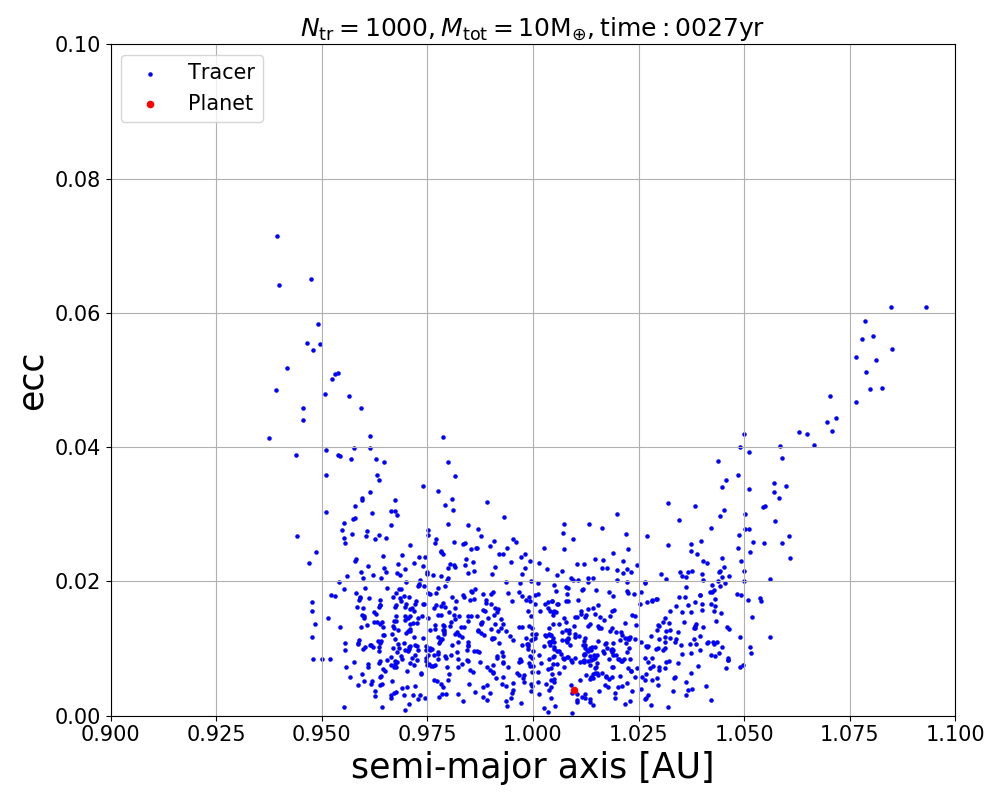 N_tr = 1000, M_tot = 10M_⊕, time : 0027yr
Tracer
Planet
0.10
0.08
0.06
0.04
0.02
0.00
ecc
0.900 0.925 0.950 0.975 1.000 1.025 1.050 1.075 1.100
semi-major axis [AU]